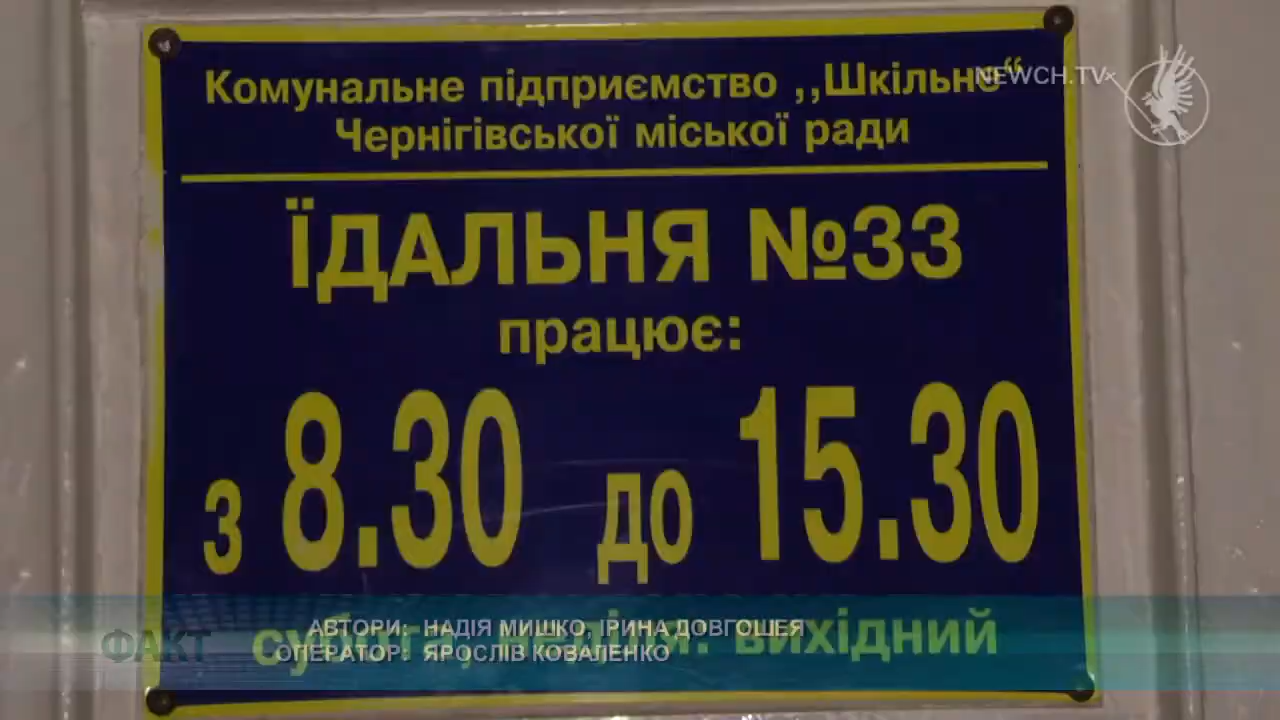 Комунальне підприємство ,,Шкільне“
NEWCH.TV
Чернігівської міської ради
ЇДАЛЬНЯ №33
працює:
з 8.30 до 15.30
вихідний
ФАКТ
АВТОРИ: НАДІЯ МИШКО, ІРИНА ДОВГОШЕЯ
ОПЕРАТОР: ЯРОСЛІВ КОВАЛЕНКО